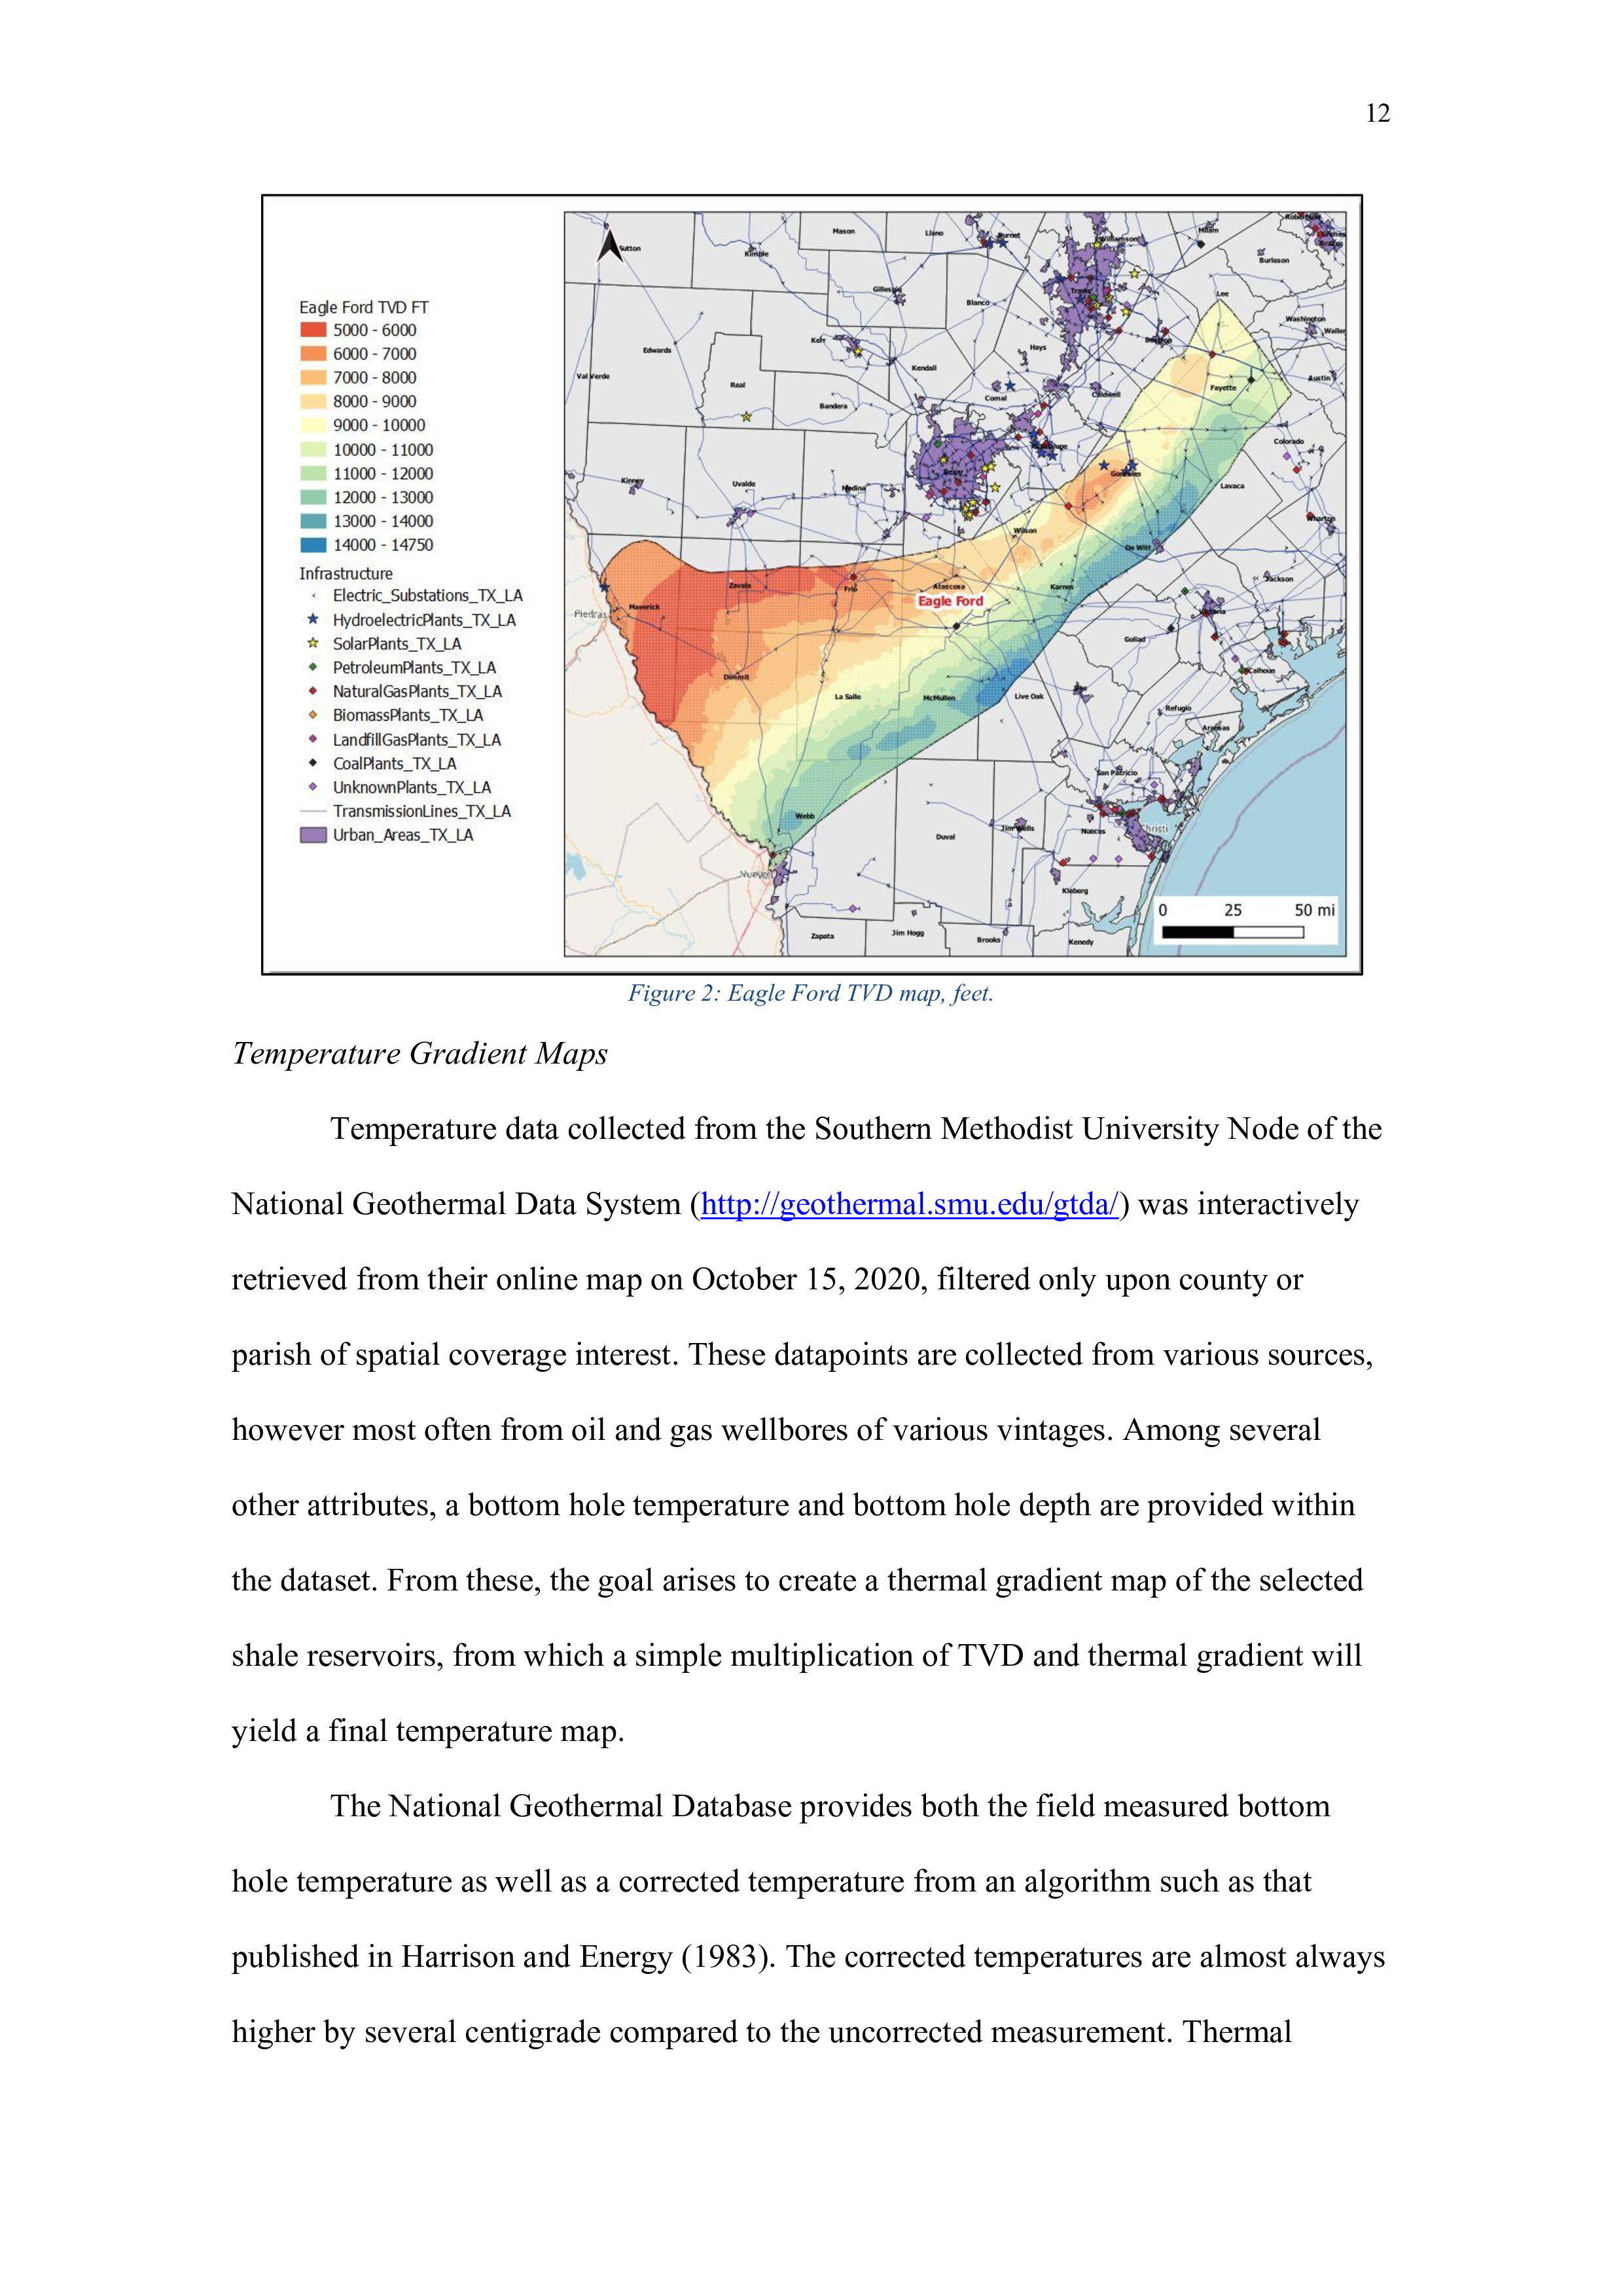 12
Sutton
Kimble
Mason
Llano
Burnet
Williamson
Milam
Robertson
Grimes
Brazos
Burleson
Lee
Washington
Waller
Gillespie
Blanco
Travis
Hays
Bastrop
Kerr
Kendall
Edwards
Val Verde
Real
Bandera
Comal
Caldwell
Fayette
Austin
Guadalupe
Colorado
Kinney
Uvalde
Medina
Bexar
Gonzales
Lavaca
Wharton
Wilson
De Witt
Zavala
Frio
Atascosa
Karnes
Jackson
Eagle Ford
Maverick
Piedras
Victoria
Goliad
Calhoun
Dimmit
La Salle
McMullen
Live Oak
Bee
Refugio
Aransas
San Patricio
Webb
Duval
Jim Wells
Nueces
Christi
Nuevo
Kleberg
Zapata
Jim Hogg
Brooks
Kenedy
0 25 50 mi
Eagle Ford TVD FT
5000 - 6000
6000 - 7000
7000 - 8000
8000 - 9000
9000 - 10000
10000 - 11000
11000 - 12000
12000 - 13000
13000 - 14000
14000 - 14750
Infrastructure
Electric_Substations_TX_LA
HydroelectricPlants_TX_LA
SolarPlants_TX_LA
PetroleumPlants_TX_LA
NaturalGasPlants_TX_LA
BiomassPlants_TX_LA
LandfillGasPlants_TX_LA
CoalPlants_TX_LA
UnknownPlants_TX_LA
TransmissionLines_TX_LA
Urban_Areas_TX_LA
Figure 2: Eagle Ford TVD map, feet.
Temperature Gradient Maps
Temperature data collected from the Southern Methodist University Node of the
National Geothermal Data System (http://geothermal.smu.edu/gtda/) was interactively
retrieved from their online map on October 15, 2020, filtered only upon county or
parish of spatial coverage interest. These datapoints are collected from various sources,
however most often from oil and gas wellbores of various vintages. Among several
other attributes, a bottom hole temperature and bottom hole depth are provided within
the dataset. From these, the goal arises to create a thermal gradient map of the selected
shale reservoirs, from which a simple multiplication of TVD and thermal gradient will
yield a final temperature map.
The National Geothermal Database provides both the field measured bottom
hole temperature as well as a corrected temperature from an algorithm such as that
published in Harrison and Energy (1983). The corrected temperatures are almost always
higher by several centigrade compared to the uncorrected measurement. Thermal